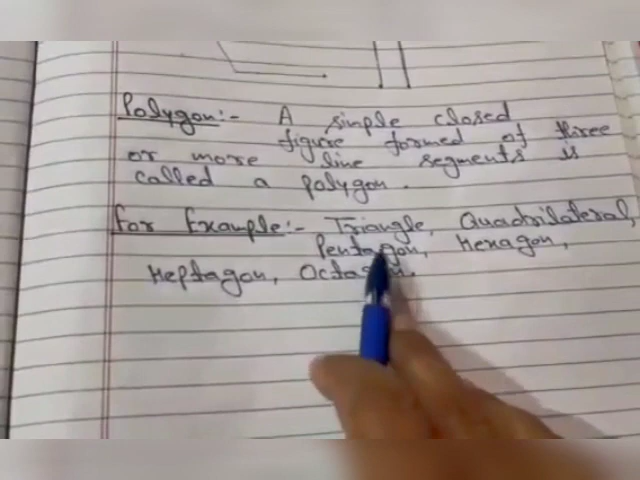 Polygon:- A simple closed
figure formed of three
or more line segments is
called a polygon.
For Example:- Triangle, Quadrilateral,
Pentagon, Hexagon,
Heptagon, Octagon.